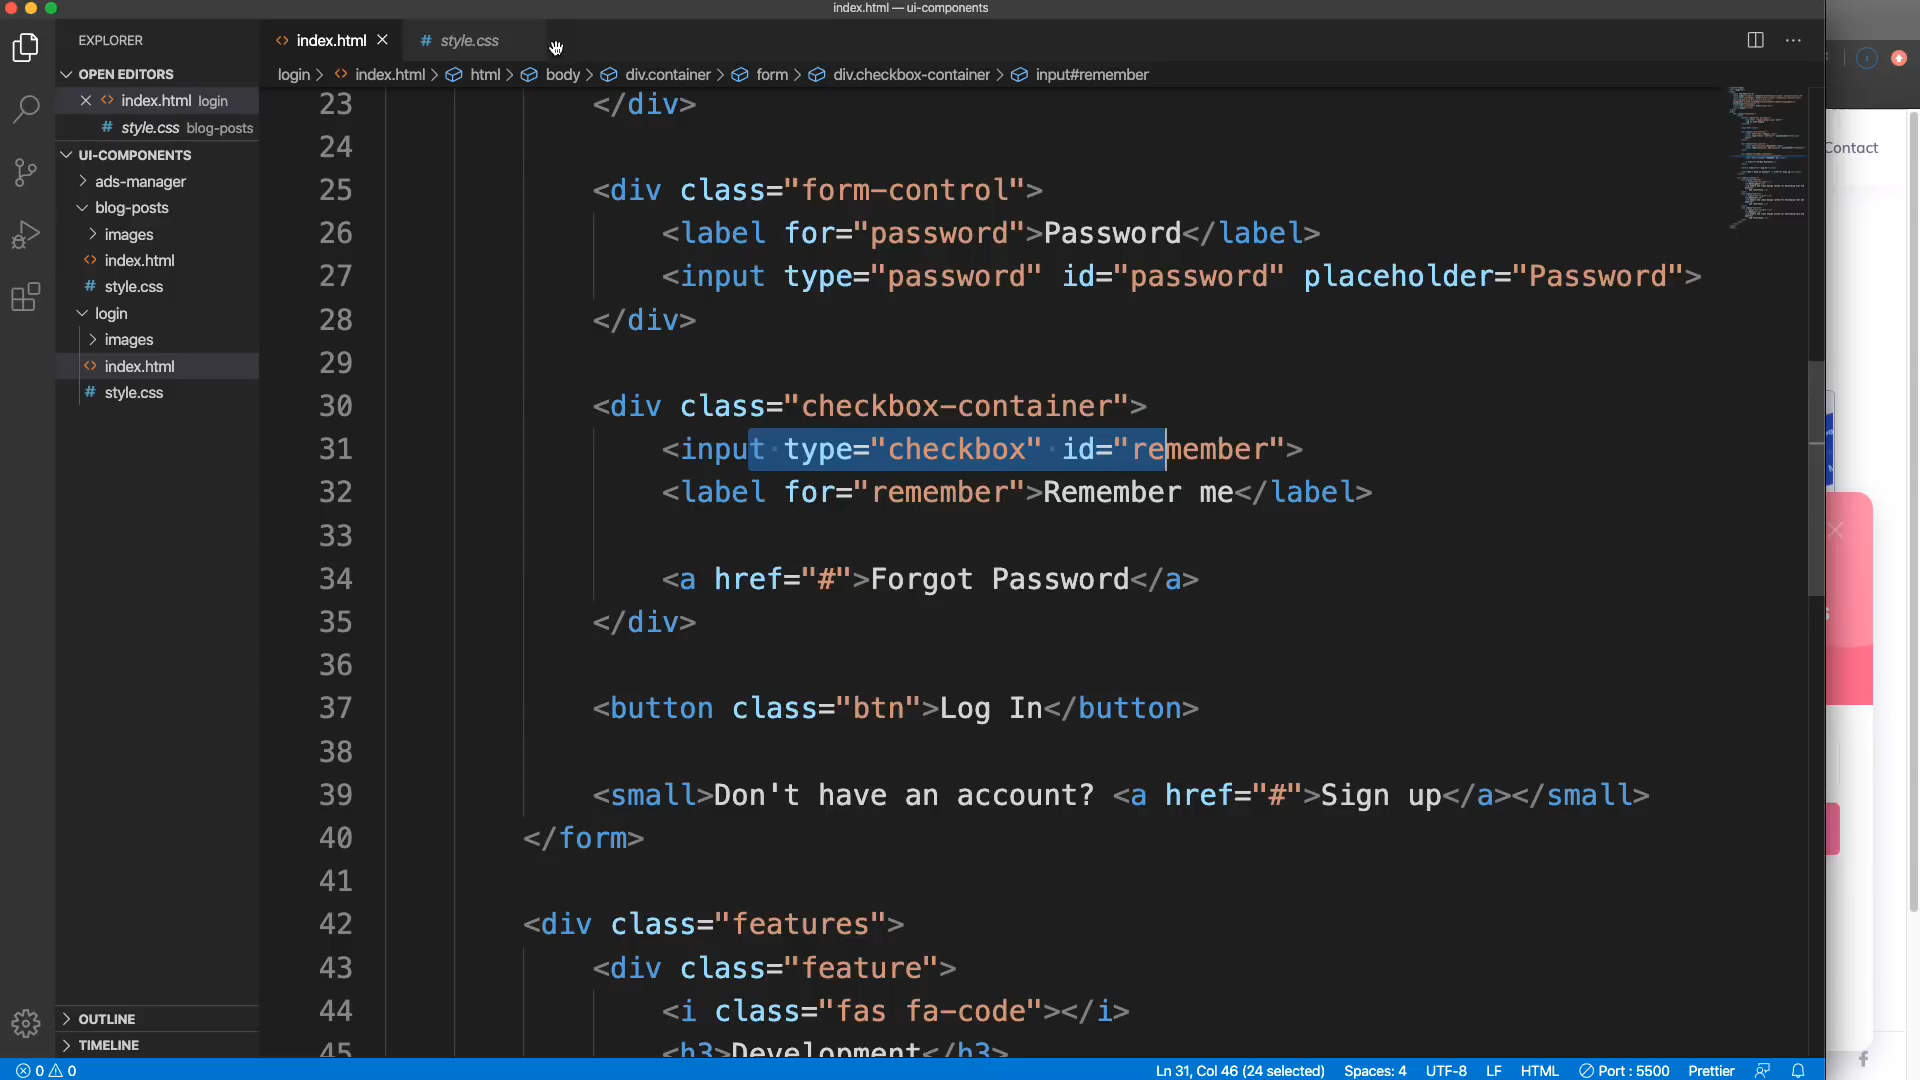 index.html — ui-components
EXPLORER
index.html
style.css
OPEN EDITORS
login > index.html > html > body > div.container > form > div.checkbox-container > input#remember
index.html login
style.css blog-posts
UI-COMPONENTS
ads-manager
blog-posts
images
index.html
style.css
login
images
index.html
style.css
OUTLINE
TIMELINE
23 </div>
24
25 <div class="form-control">
26 <label for="password">Password</label>
27 <input type="password" id="password" placeholder="Password">
28 </div>
29
30 <div class="checkbox-container">
31 <input type="checkbox" id="remember">
32 <label for="remember">Remember me</label>
33
34 <a href="#">Forgot Password</a>
35 </div>
36
37 <button class="btn">Log In</button>
38
39 <small>Don't have an account? <a href="#">Sign up</a></small>
40 </form>
41
42 <div class="features">
43 <div class="feature">
44 <i class="fas fa-code"></i>
45 <h3>Development</h3>
Contact
0 0
Ln 31, Col 46 (24 selected) Spaces: 4 UTF-8 LF HTML Port : 5500 Prettier